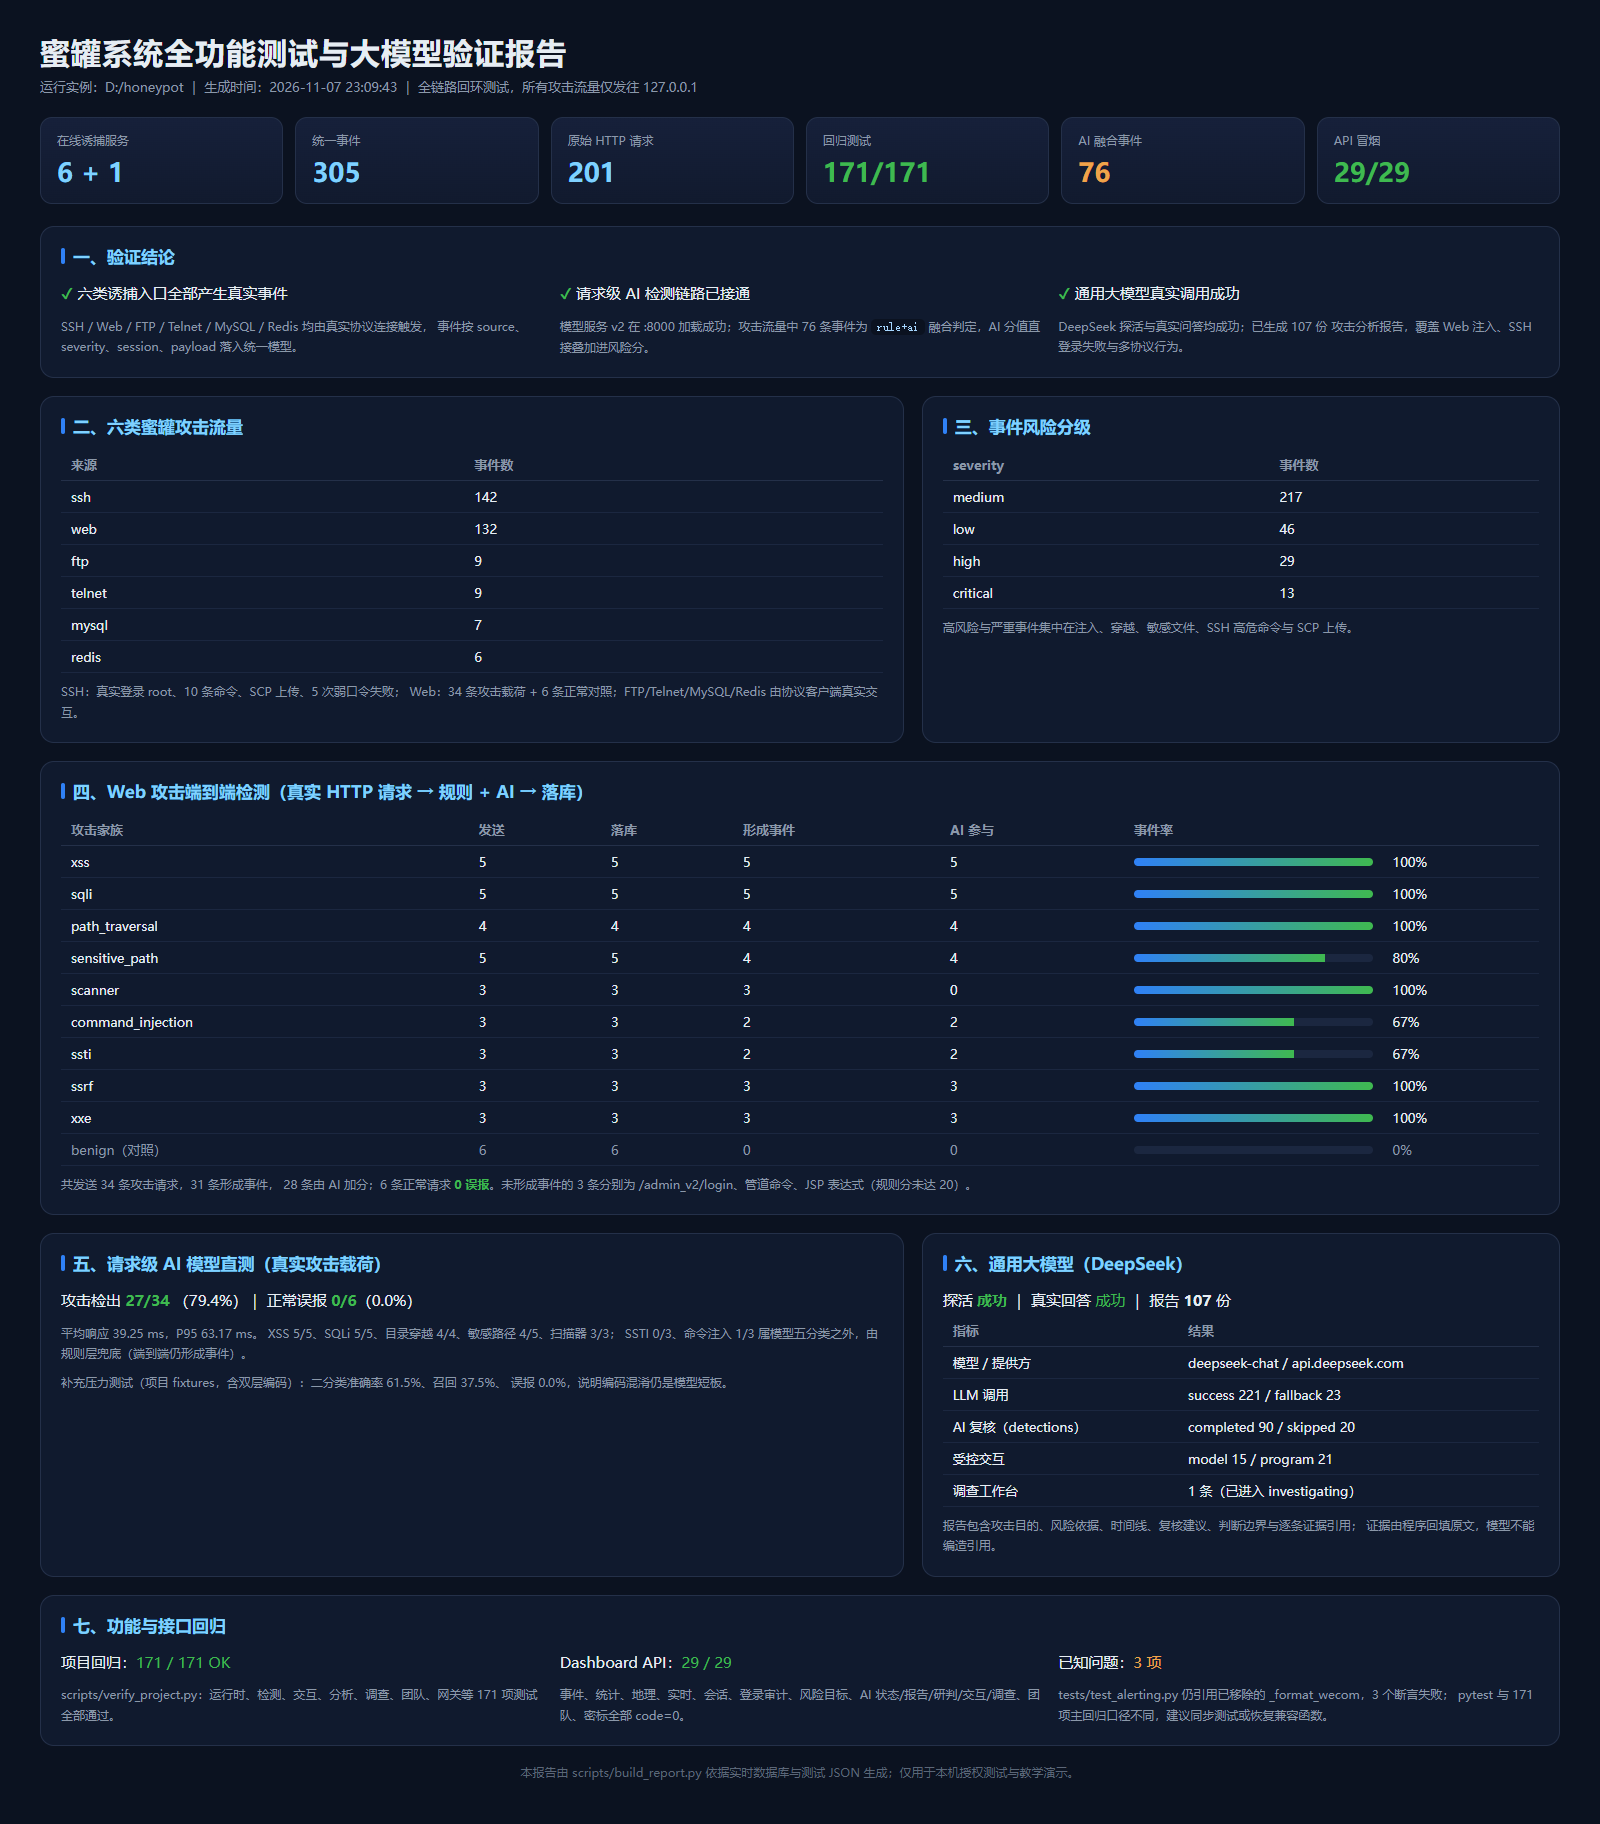 蜜罐系统全功能测试与大模型验证报告
运行实例：D:/honeypot | 生成时间：2026-11-07 23:09:43 | 全链路回环测试，所有攻击流量仅发往 127.0.0.1
在线诱捕服务
6 + 1
统一事件
305
原始 HTTP 请求
201
回归测试
171/171
AI 融合事件
76
API 冒烟
29/29
一、验证结论
✓ 六类诱捕入口全部产生真实事件
SSH / Web / FTP / Telnet / MySQL / Redis 均由真实协议连接触发， 事件按 source、
severity、session、payload 落入统一模型。
✓ 请求级 AI 检测链路已接通
模型服务 v2 在 :8000 加载成功；攻击流量中 76 条事件为 rule+ai 融合判定，AI 分值直
接叠加进风险分。
✓ 通用大模型真实调用成功
DeepSeek 探活与真实问答均成功；已生成 107 份 攻击分析报告，覆盖 Web 注入、SSH
登录失败与多协议行为。
二、六类蜜罐攻击流量
来源 事件数
ssh 142
web 132
ftp 9
telnet 9
mysql 7
redis 6
SSH：真实登录 root、10 条命令、SCP 上传、5 次弱口令失败； Web：34 条攻击载荷 + 6 条正常对照；FTP/Telnet/MySQL/Redis 由协议客户端真实交
互。
三、事件风险分级
severity 事件数
medium 217
low 46
high 29
critical 13
高风险与严重事件集中在注入、穿越、敏感文件、SSH 高危命令与 SCP 上传。
四、Web 攻击端到端检测（真实 HTTP 请求 → 规则 + AI → 落库）
攻击家族 发送 落库 形成事件 AI 参与 事件率
xss 5 5 5 5 100%
sqli 5 5 5 5 100%
path_traversal 4 4 4 4 100%
sensitive_path 5 5 4 4 80%
scanner 3 3 3 0 100%
command_injection 3 3 2 2 67%
ssti 3 3 2 2 67%
ssrf 3 3 3 3 100%
xxe 3 3 3 3 100%
benign（对照） 6 6 0 0 0%
共发送 34 条攻击请求，31 条形成事件， 28 条由 AI 加分；6 条正常请求 0 误报。未形成事件的 3 条分别为 /admin_v2/login、管道命令、JSP 表达式（规则分未达 20）。
五、请求级 AI 模型直测（真实攻击载荷）
攻击检出 27/34 （79.4%） | 正常误报 0/6（0.0%）
平均响应 39.25 ms，P95 63.17 ms。 XSS 5/5、SQLi 5/5、目录穿越 4/4、敏感路径 4/5、扫描器 3/3； SSTI 0/3、命令注入 1/3 属模型五分类之外，由
规则层兜底（端到端仍形成事件）。
补充压力测试（项目 fixtures，含双层编码）：二分类准确率 61.5%、召回 37.5%、 误报 0.0%，说明编码混淆仍是模型短板。
六、通用大模型（DeepSeek）
探活 成功 | 真实回答 成功 | 报告 107 份
指标 结果
模型 / 提供方 deepseek-chat / api.deepseek.com
LLM 调用 success 221 / fallback 23
AI 复核（detections） completed 90 / skipped 20
受控交互 model 15 / program 21
调查工作台 1 条（已进入 investigating）
报告包含攻击目的、风险依据、时间线、复核建议、判断边界与逐条证据引用； 证据由程序回填原文，模型不能
编造引用。
七、功能与接口回归
项目回归：171 / 171 OK
scripts/verify_project.py：运行时、检测、交互、分析、调查、团队、网关等 171 项测试
全部通过。
Dashboard API：29 / 29
事件、统计、地理、实时、会话、登录审计、风险目标、AI 状态/报告/研判/交互/调查、团
队、密标全部 code=0。
已知问题：3 项
tests/test_alerting.py 仍引用已移除的 _format_wecom，3 个断言失败； pytest 与 171
项主回归口径不同，建议同步测试或恢复兼容函数。
本报告由 scripts/build_report.py 依据实时数据库与测试 JSON 生成；仅用于本机授权测试与教学演示。